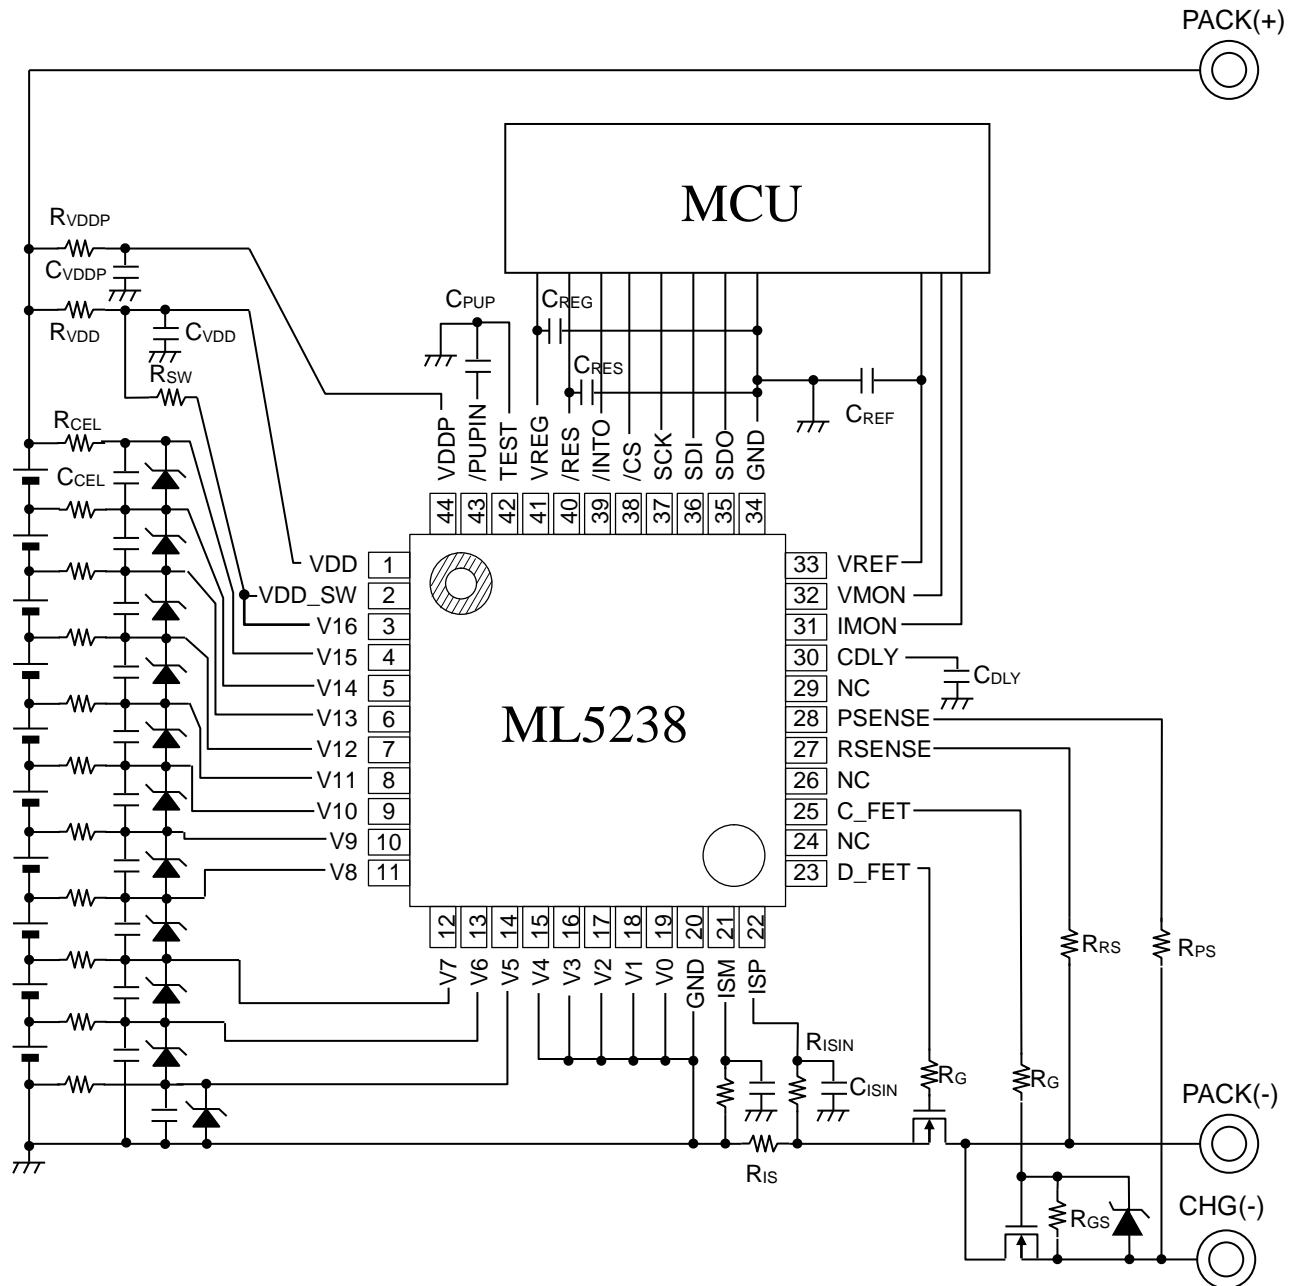 PACK(+)
MCU
RVDDP
CVDDP
RVDD
CVDD
RSW
RCEL
CCEL
CPUP
CREG
CRES
CREF
VDDP
/PUPIN
TEST
VREG
/RES
/INTO
/CS
SCK
SDI
SDO
GND
44
43
42
41
40
39
38
37
36
35
34
VDD 1
VDD_SW 2
V16 3
V15 4
V14 5
V13 6
V12 7
V11 8
V10 9
V9 10
V8 11
ML5238
33 VREF
32 VMON
31 IMON
30 CDLY
CDLY
29 NC
28 PSENSE
27 RSENSE
26 NC
25 C_FET
24 NC
23 D_FET
12
13
14
15
16
17
18
19
20
21
22
V7
V6
V5
V4
V3
V2
V1
V0
GND
ISM
ISP
RRS
RPS
RISIN
CISIN
RG
RG
RIS
PACK(-)
RGS
CHG(-)